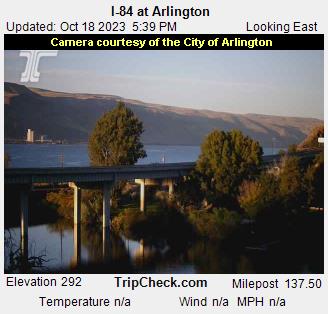 I-84 at Arlington
Updated: Oct 18 2023 5:39 PM Looking East
Camera courtesy of the City of Arlington
Elevation 292 TripCheck.com Milepost 137.50
Temperature n/a Wind n/a MPH n/a